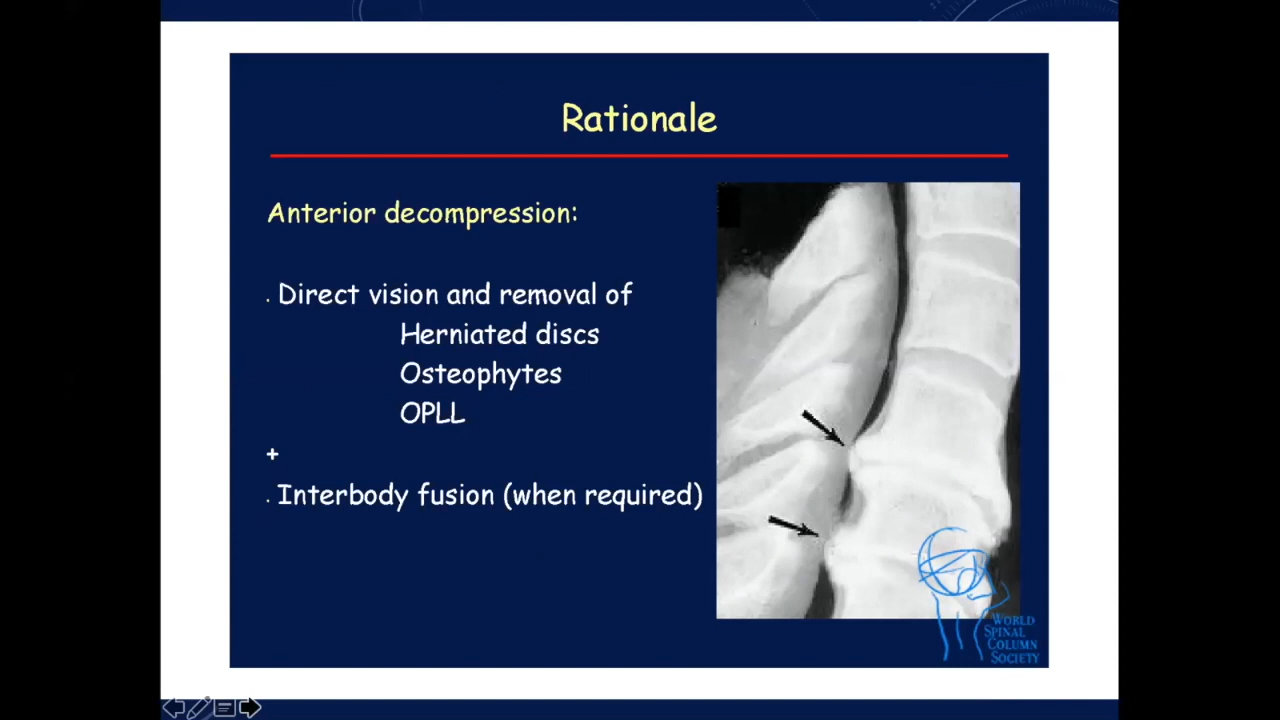 Rationale
Anterior decompression:
. Direct vision and removal of
Herniated discs
Osteophytes
OPLL
+
. Interbody fusion (when required)
WORLD
SPINAL
COLUMN
SOCIETY